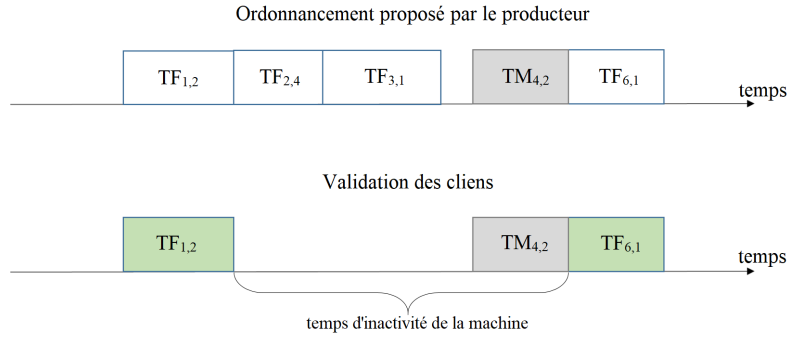 Ordonnancement proposé par le producteur
TF1,2 TF2,4 TF3,1 TM4,2 TF6,1
temps
Validation des cliens
TF1,2 TM4,2 TF6,1
temps
temps d'inactivité de la machine